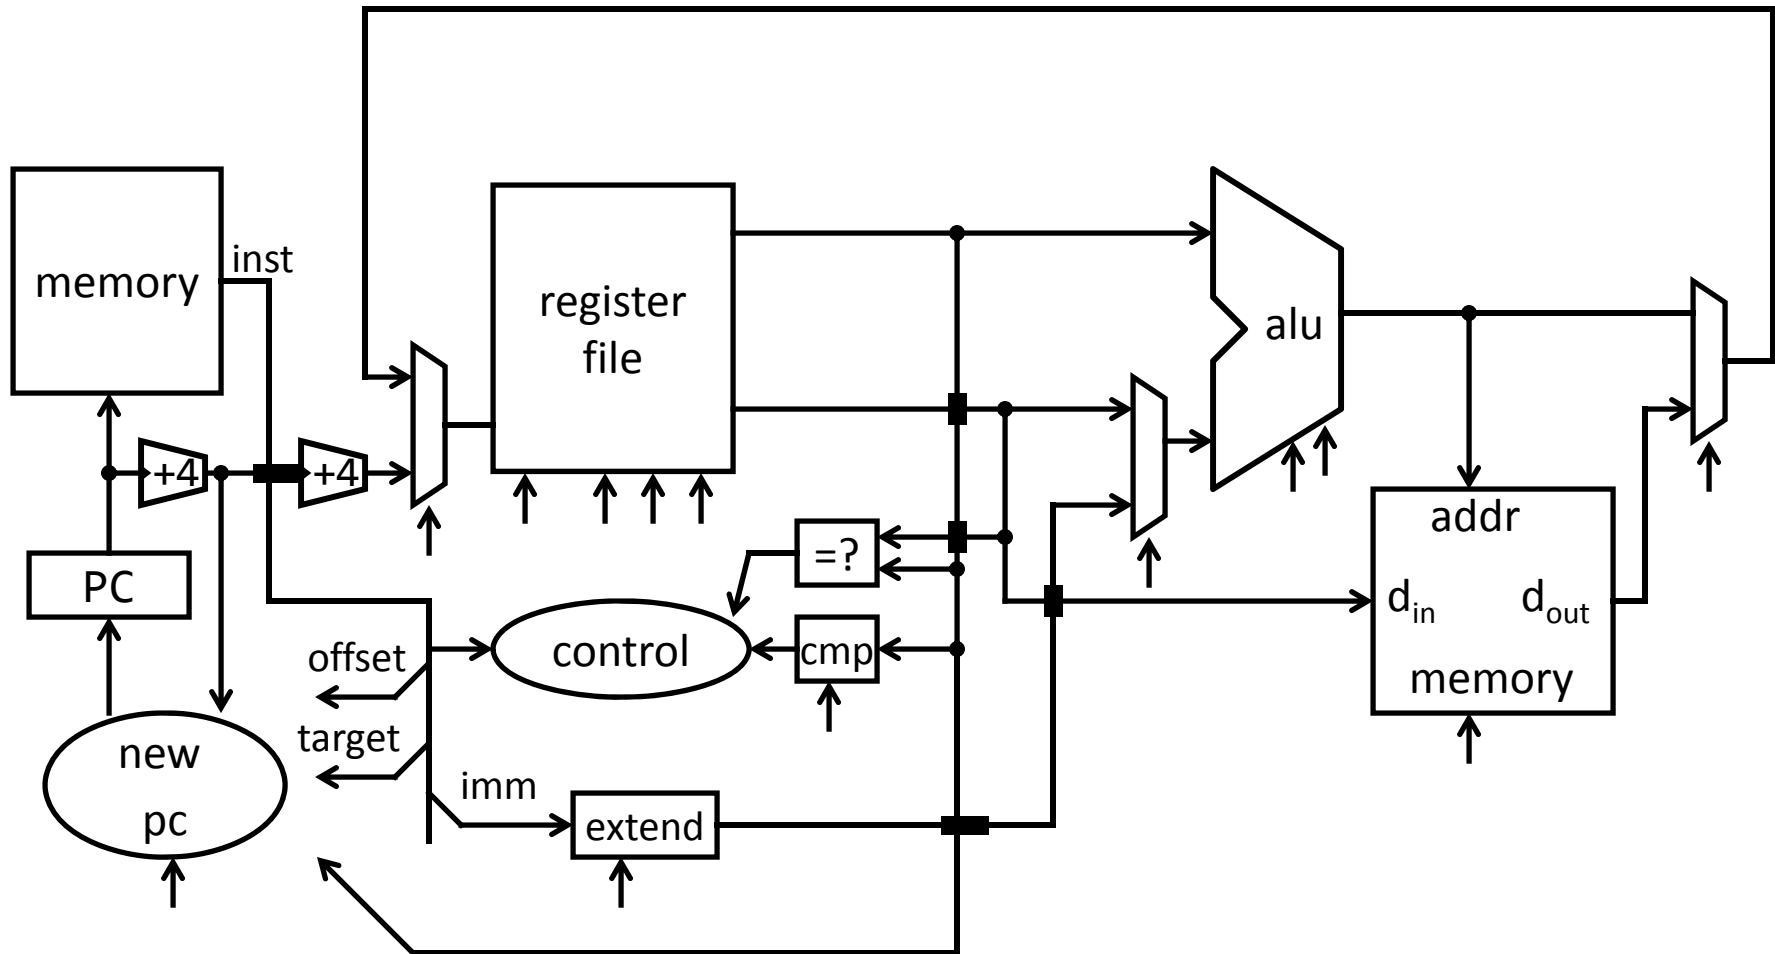 inst
memory
register
file
alu
+4
+4
addr
=?
PC
d_in
d_out
control
cmp
offset
memory
target
new
pc
imm
extend